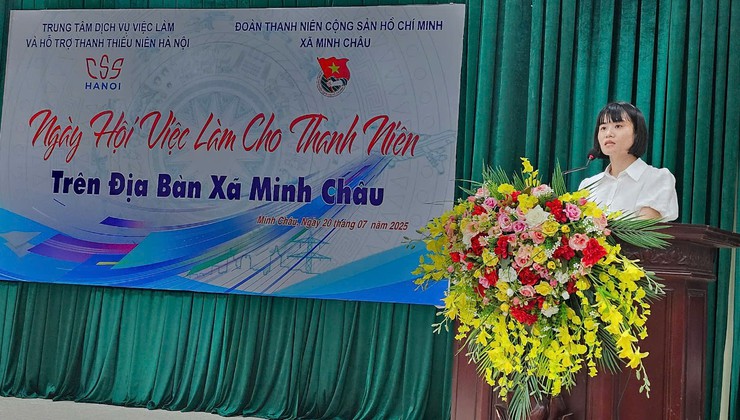 TRUNG TÂM DỊCH VỤ VIỆC LÀM
VÀ HỖ TRỢ THANH THIẾU NIÊN HÀ NỘI
CSS
HANOI
ĐOÀN THANH NIÊN CỘNG SẢN HỒ CHÍ MINH
XÃ MINH CHÂU
Ngày Hội Việc Làm Cho Thanh Niên
Trên Địa Bàn Xã Minh Châu
Minh Châu, Ngày 20 tháng 07 năm 2025